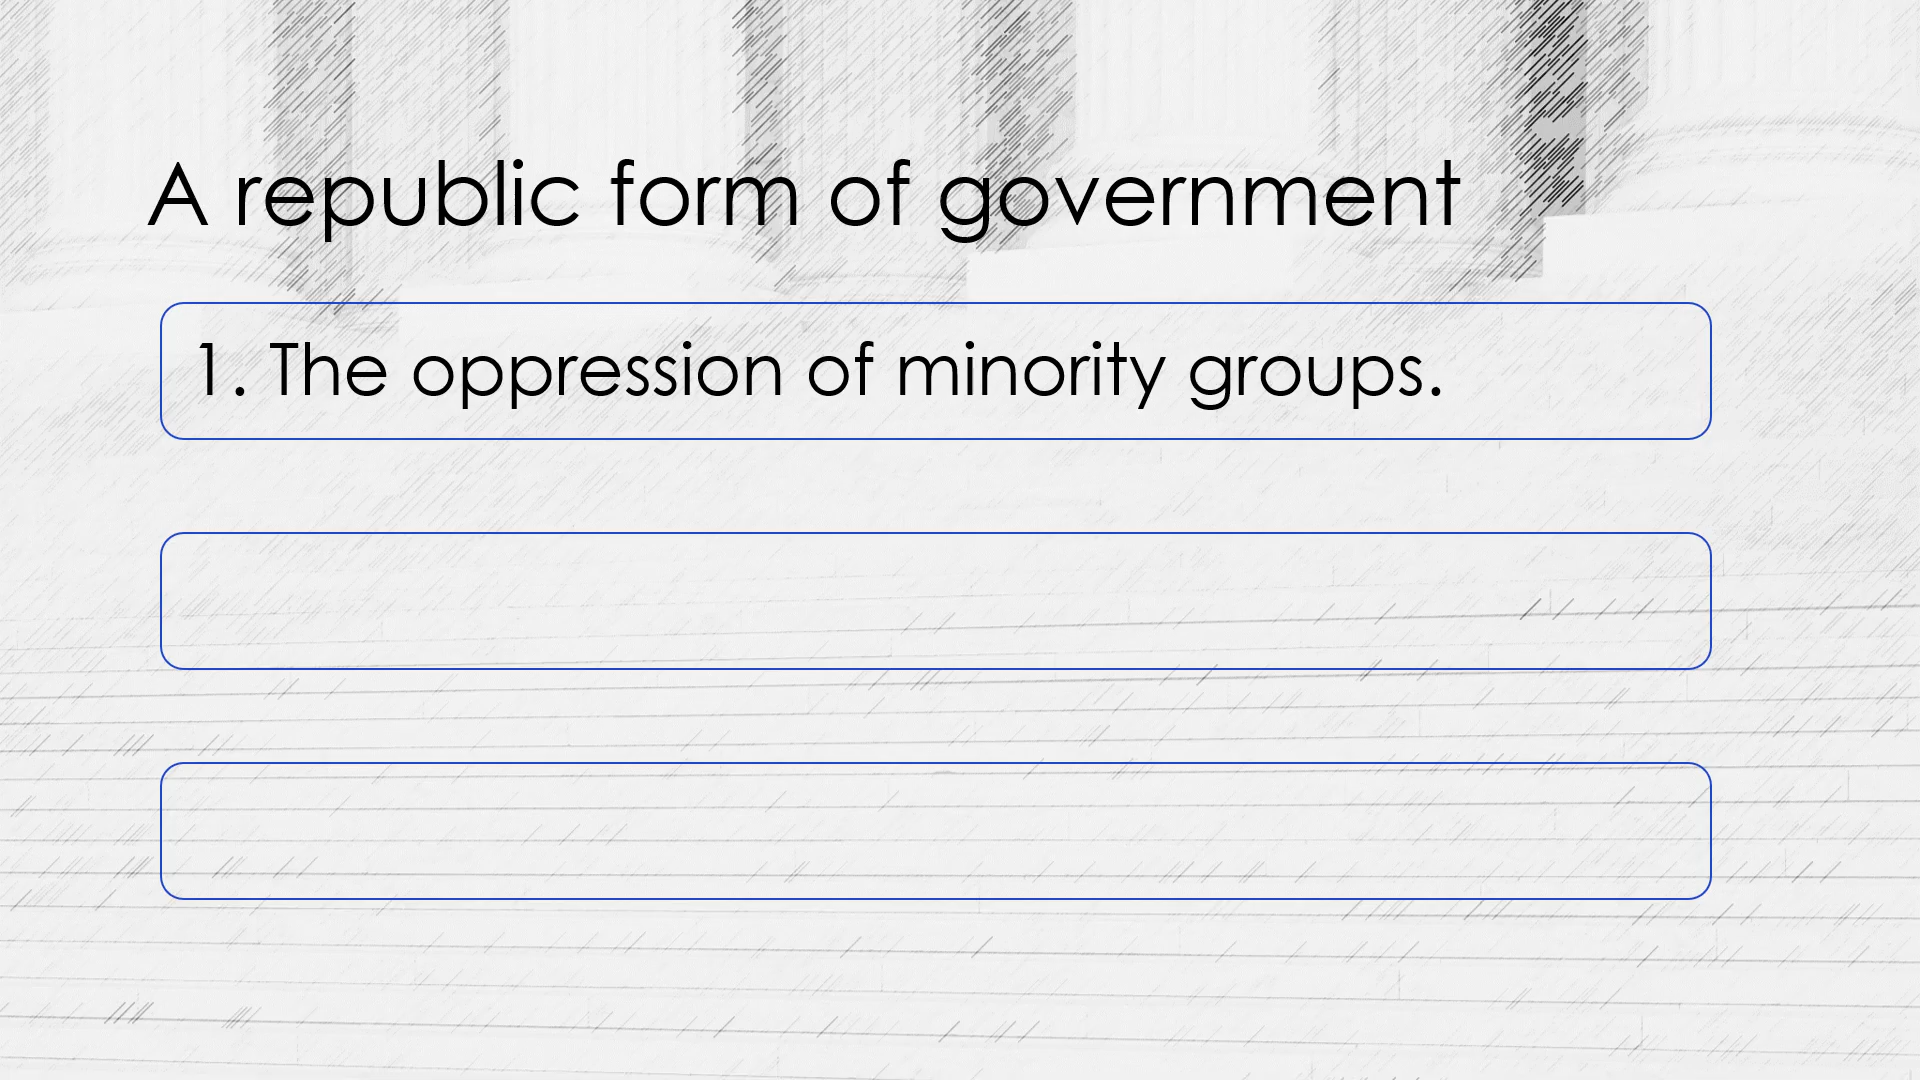 A republic form of government
1. The oppression of minority groups.